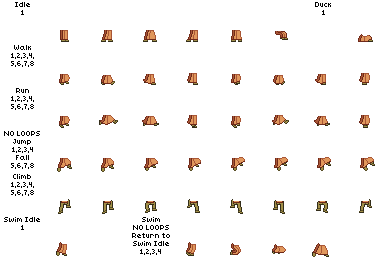 Idle
1
Duck
1
Walk
1,2,3,4,
5,6,7,8
Run
1,2,3,4,
5,6,7,8
NO LOOPS
Jump
1,2,3,4
Fall
5,6,7,8
Climb
1,2,3,4,
5,6,7,8
Swim Idle
1
Swim
NO LOOPS
Return to
Swim Idle
1,2,3,4